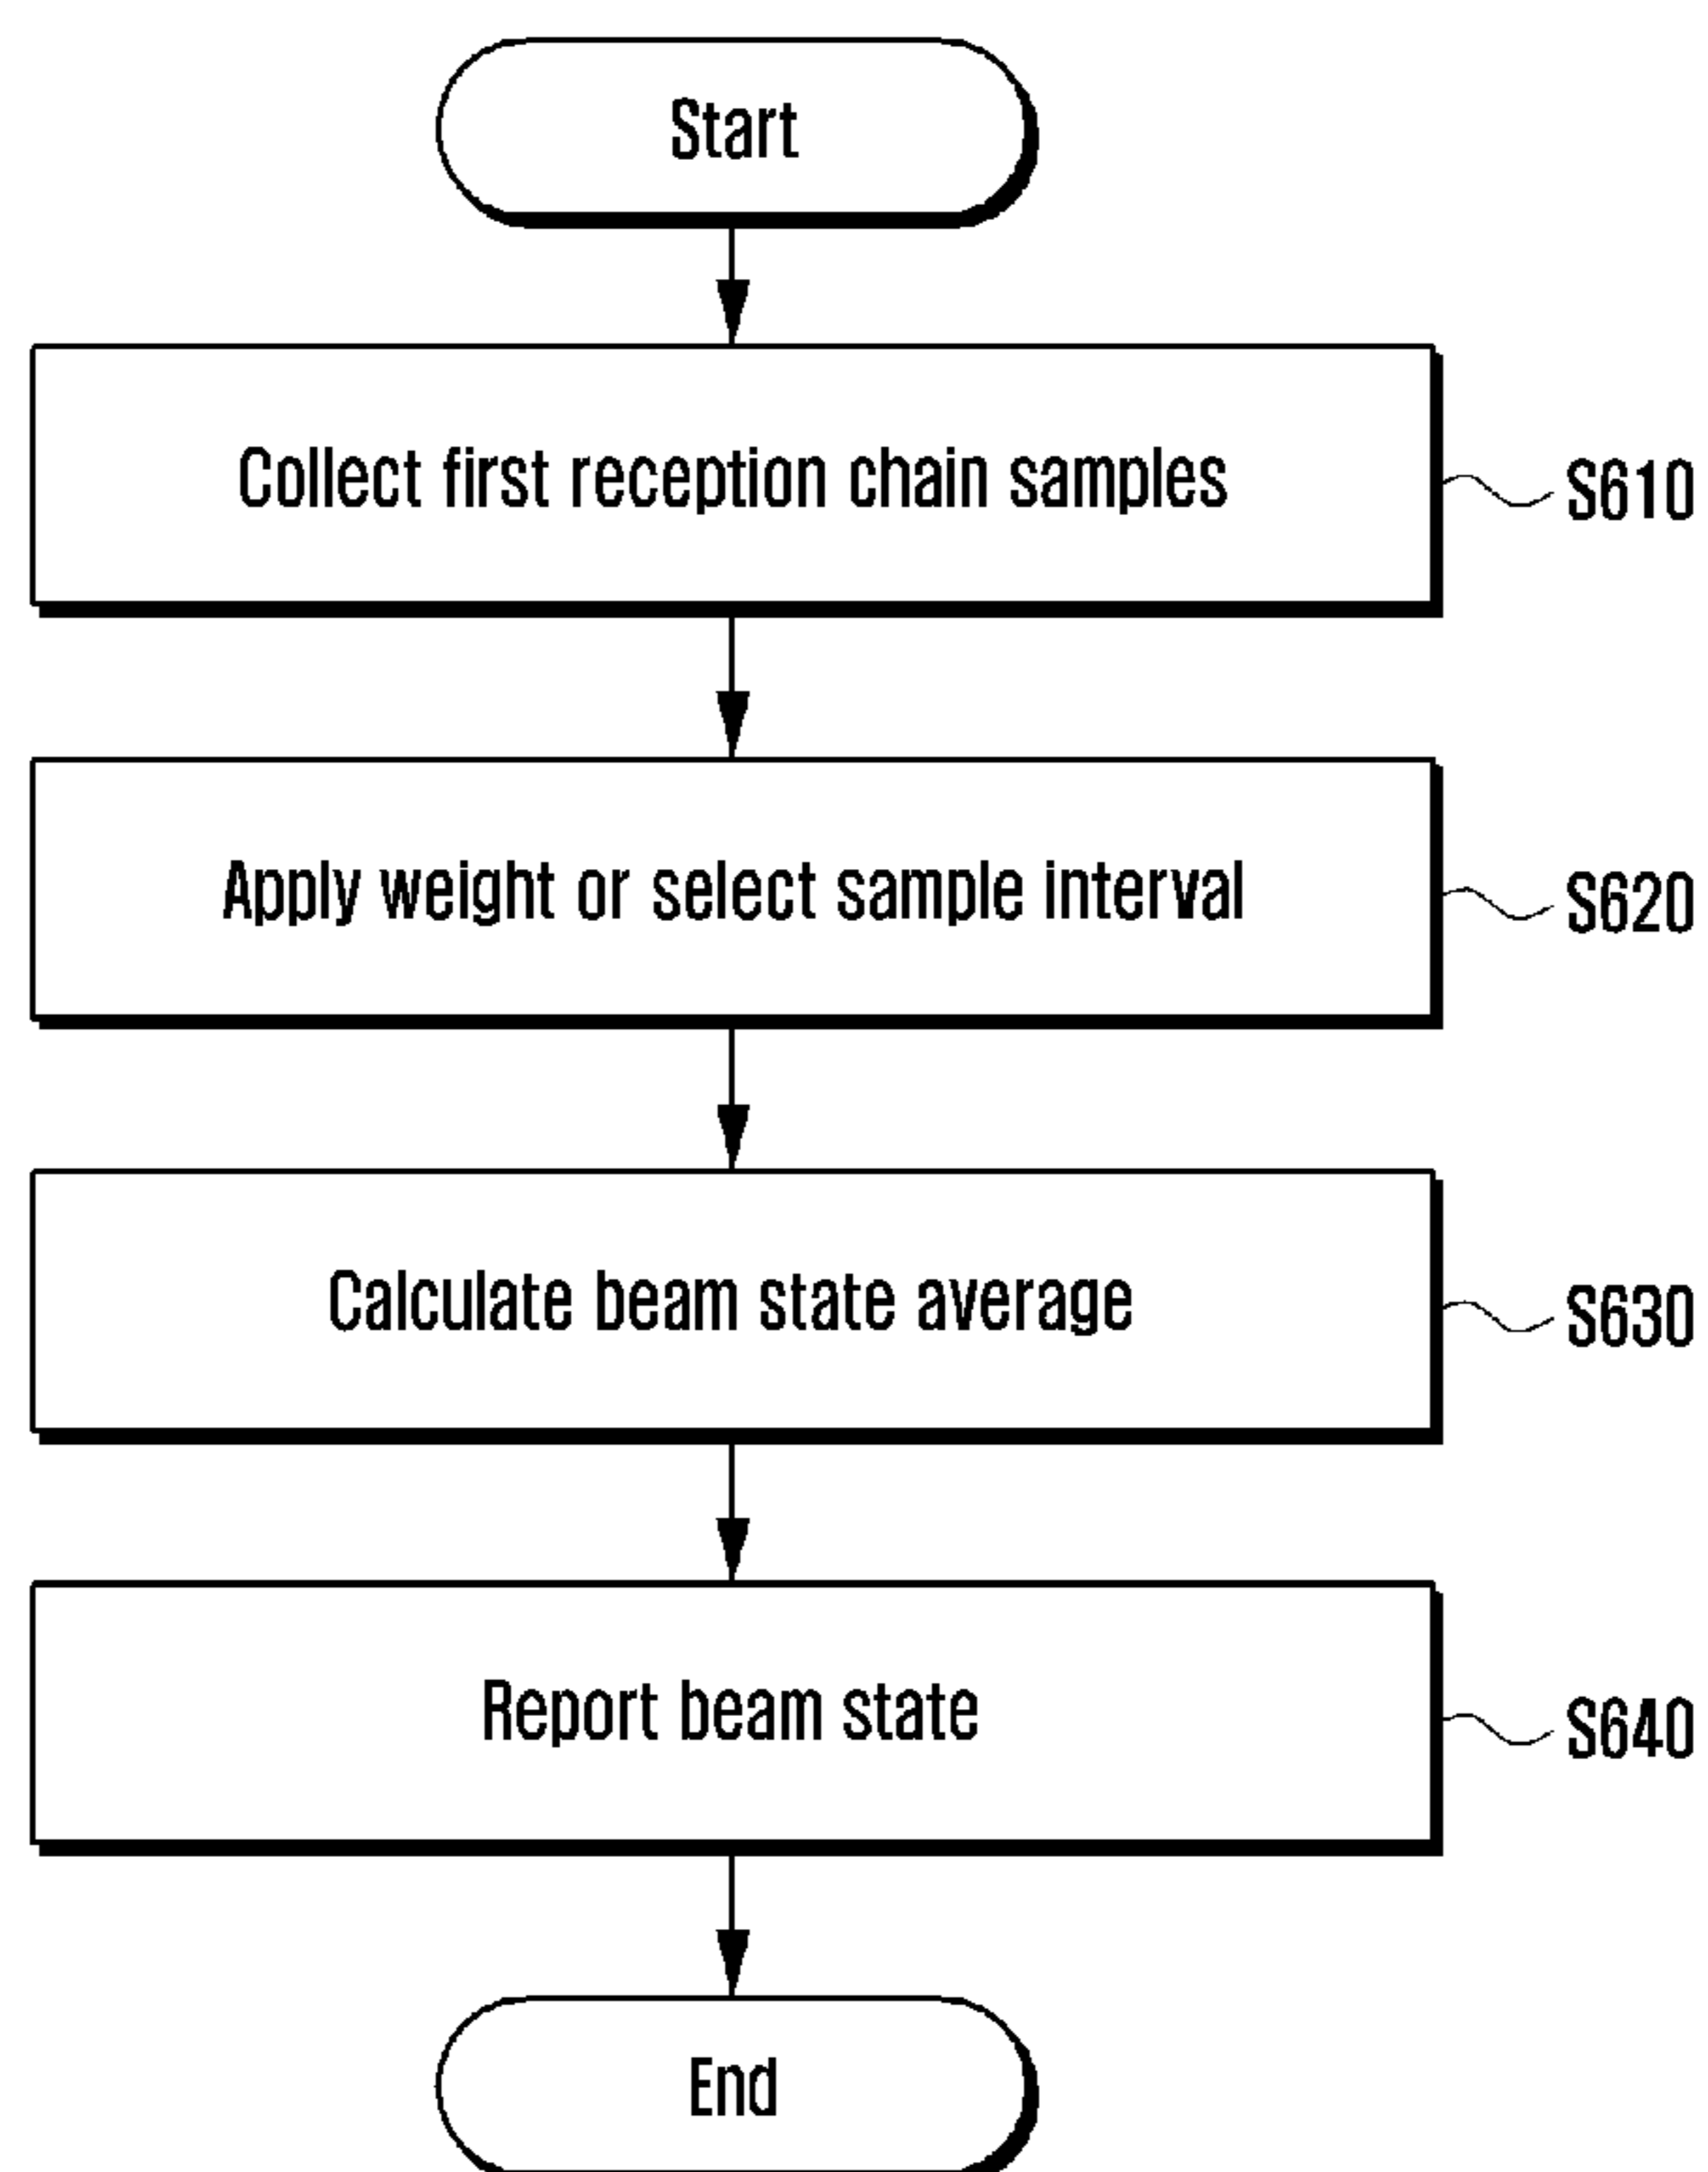 Start
Collect first reception chain samples
S610
Apply weight or select sample interval
S620
Calculate beam state average
S630
Report beam state
S640
End